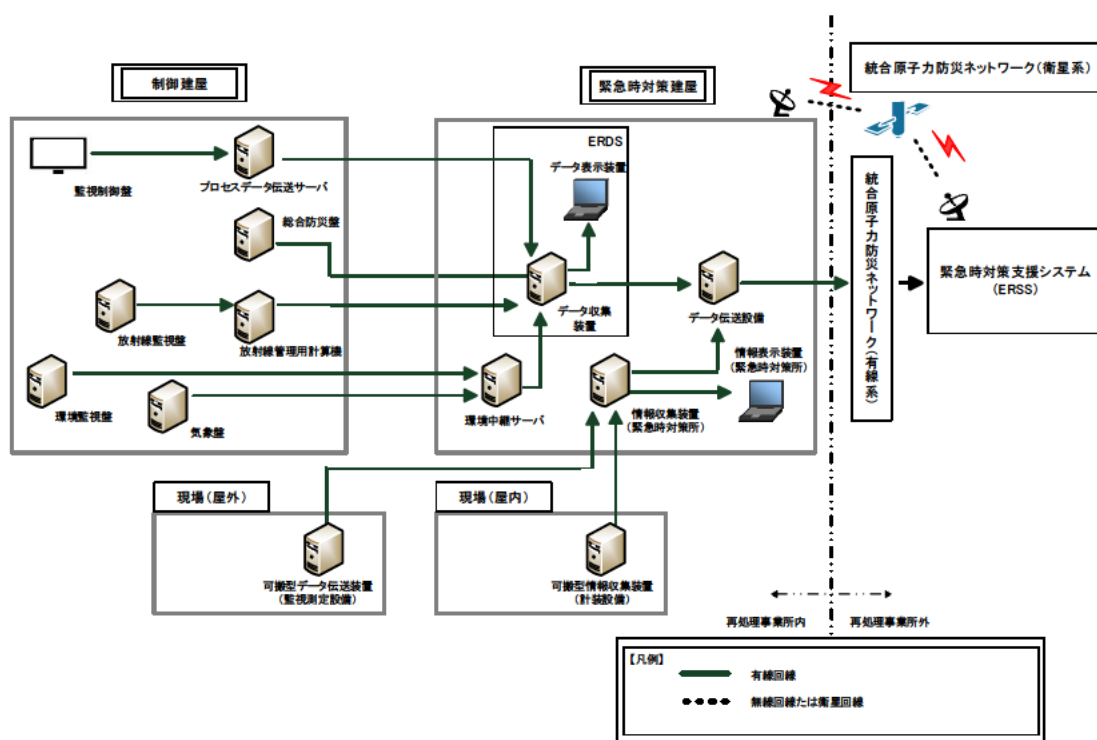 統合原子力防災ネットワーク(衛星系)
制御建屋
緊急時対策建屋
ERDS
データ表示装置
監視制御盤
プロセスデータ伝送サーバ
総合防災盤
統合原子力防災ネットワーク(有線系)
緊急時対策支援システム
(ERSS)
データ収集
装置
データ伝送設備
放射線監視盤
放射線管理用計算機
情報表示装置
(緊急時対策所)
環境監視盤
気象盤
環境中継サーバ
情報収集装置
(緊急時対策所)
現場(屋外)
現場(屋内)
可搬型データ伝送装置
(監視測定設備)
可搬型情報収集装置
(計装設備)
再処理事業所内
再処理事業所外
【凡例】
有線回線
無線回線たは衛星回線